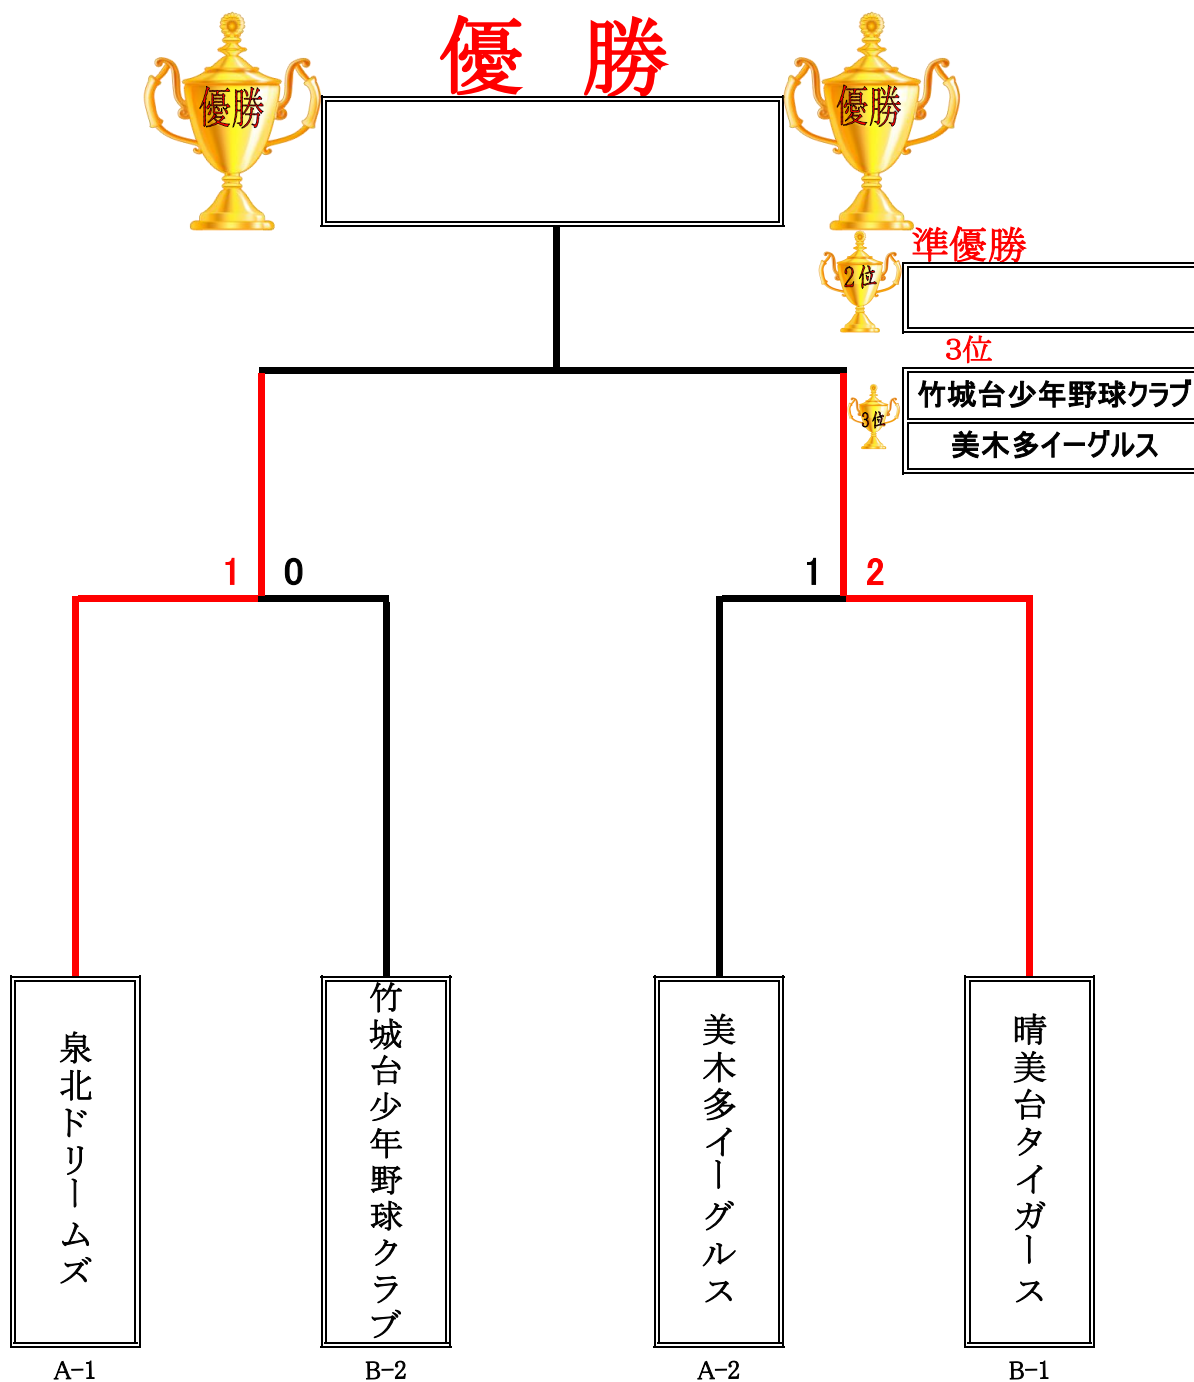 優　勝
優勝
優勝
準優勝
2位
3位
竹城台少年野球クラブ
3位
美木多イーグルス
1 0
1 2
泉北ドリームズ
竹城台少年野球クラブ
美木多イーグルス
晴美台タイガース
A-1
B-2
A-2
B-1